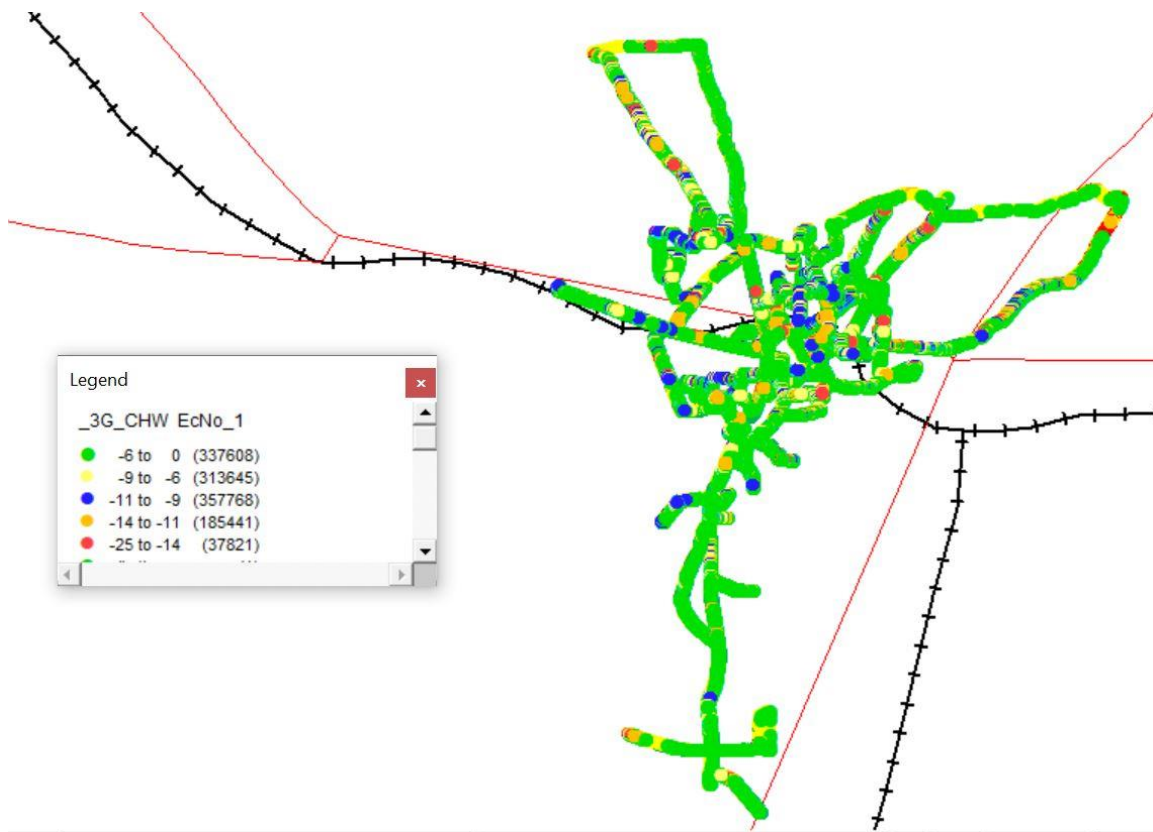 Legend
_3G_CHW EcNo_1
-6 to 0 (337608)
-9 to -6 (313645)
-11 to -9 (357768)
-14 to -11 (185441)
-25 to -14 (37821)